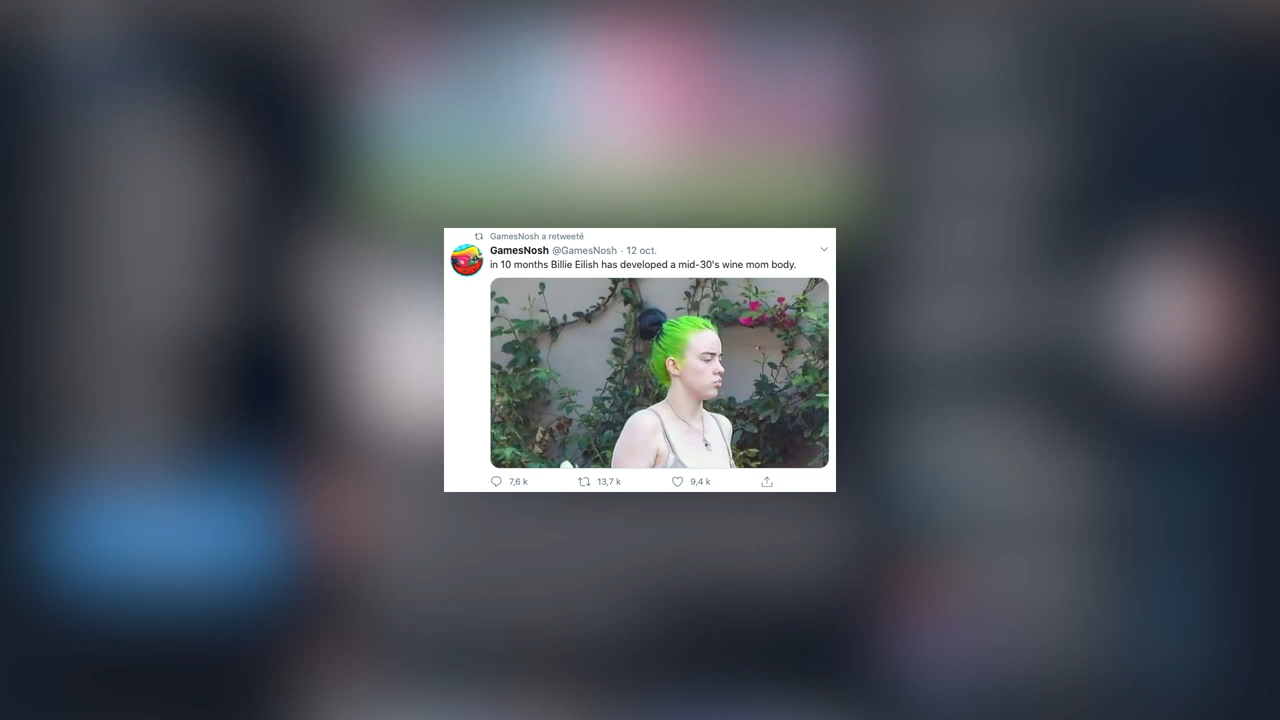 GamesNosh a retweeté
GamesNosh @GamesNosh · 12 oct.
in 10 months Billie Eilish has developed a mid-30's wine mom body.
7,6 k 13,7 k 9,4 k